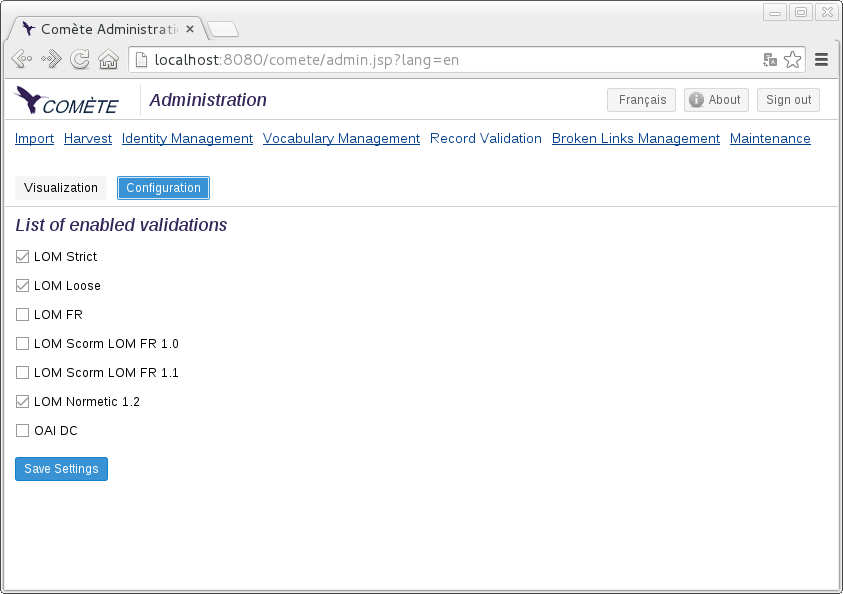 Comète Administratio
localhost:8080/comete/admin.jsp?lang=en
COMÈTE Administration Français About Sign out
Import Harvest Identity Management Vocabulary Management Record Validation Broken Links Management Maintenance
Visualization Configuration
List of enabled validations
LOM Strict
LOM Loose
LOM FR
LOM Scorm LOM FR 1.0
LOM Scorm LOM FR 1.1
LOM Normetic 1.2
OAI DC
Save Settings